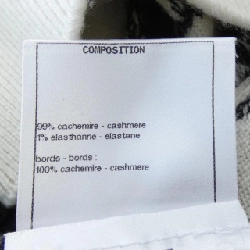 COMPOSITION
99% cachemire - cashmere
1% elasthanne - elastane
bords - bords :
100% cachemire - cashmere